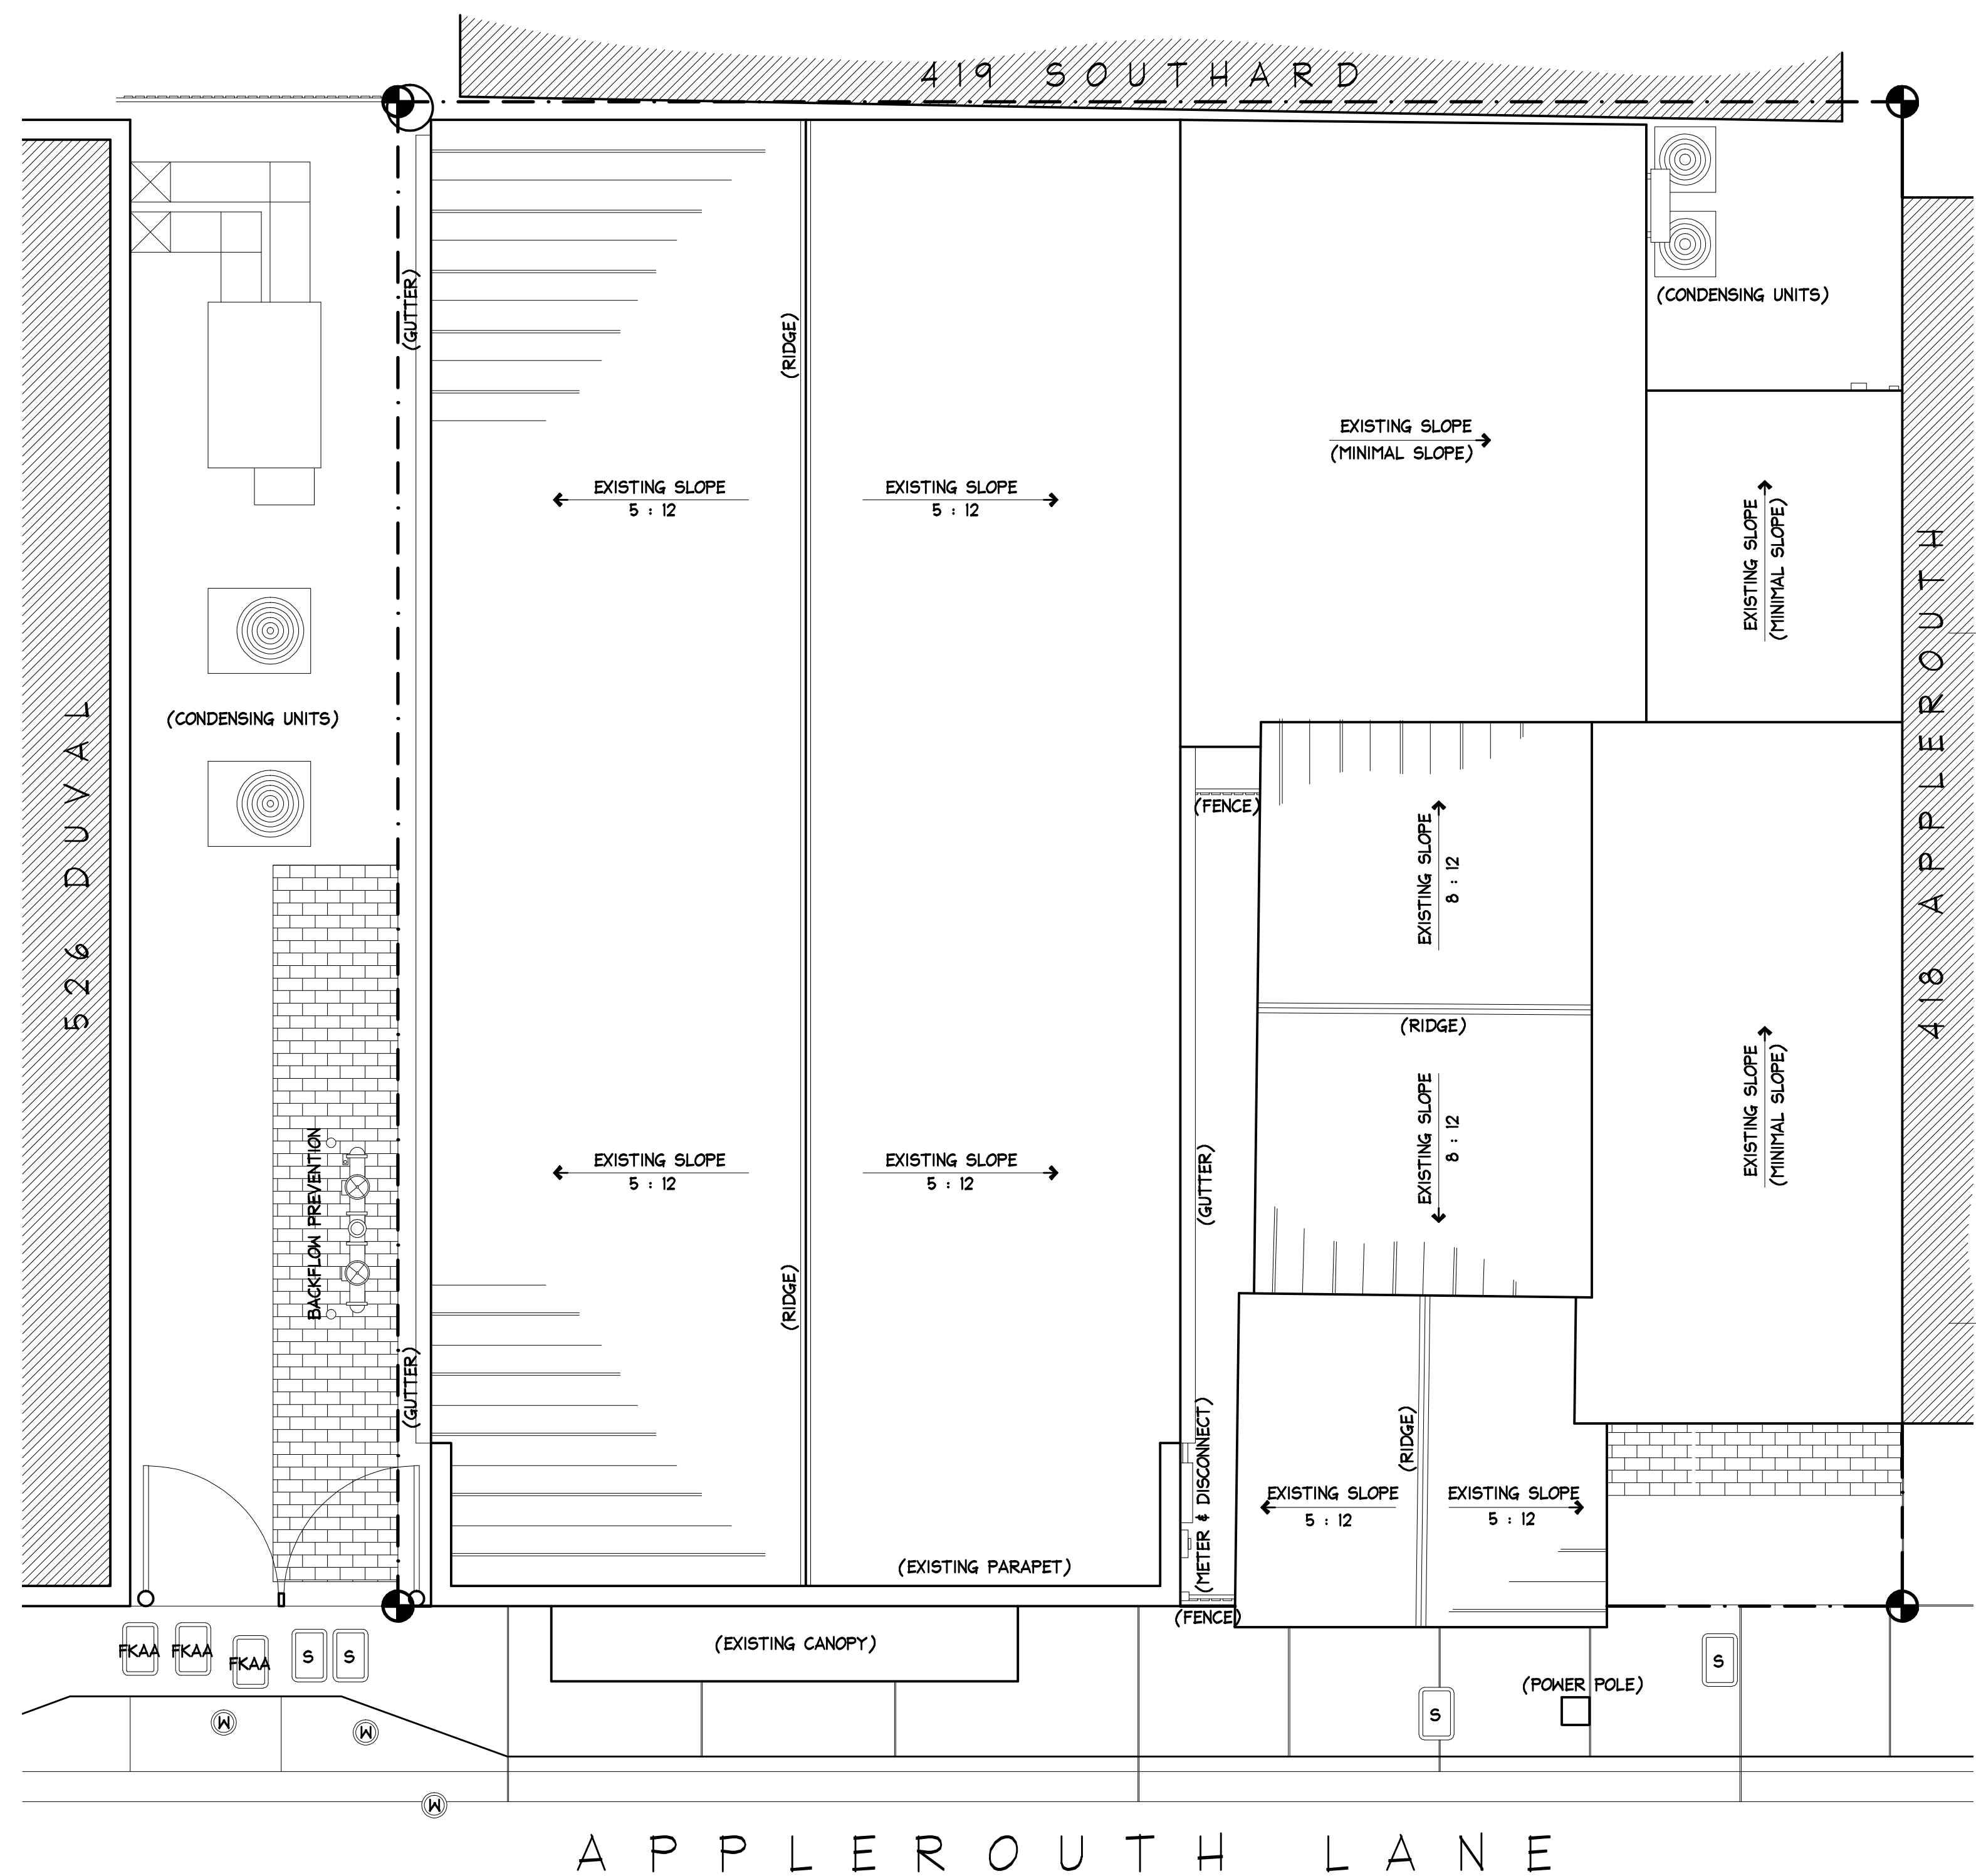 419 SOUTHARD
(GUTTER)
(RIDGE)
(CONDENSING UNITS)
EXISTING SLOPE
(MINIMAL SLOPE)
EXISTING SLOPE
5 : 12
EXISTING SLOPE
5 : 12
EXISTING SLOPE
(MINIMAL SLOPE)
526 DUVAL
(CONDENSING UNITS)
418 APPLEROUTH
(FENCE)
EXISTING SLOPE
8 : 12
(RIDGE)
EXISTING SLOPE
8 : 12
EXISTING SLOPE
(MINIMAL SLOPE)
BACKFLOW PREVENTION
EXISTING SLOPE
5 : 12
EXISTING SLOPE
5 : 12
(GUTTER)
(RIDGE)
(GUTTER)
(METER & DISCONNECT)
(RIDGE)
EXISTING SLOPE
5 : 12
EXISTING SLOPE
5 : 12
(EXISTING PARAPET)
(FENCE)
(EXISTING CANOPY)
FKAA
FKAA
FKAA
S
S
S
(POWER POLE)
S
W
W
W
APPLEROUTH LANE